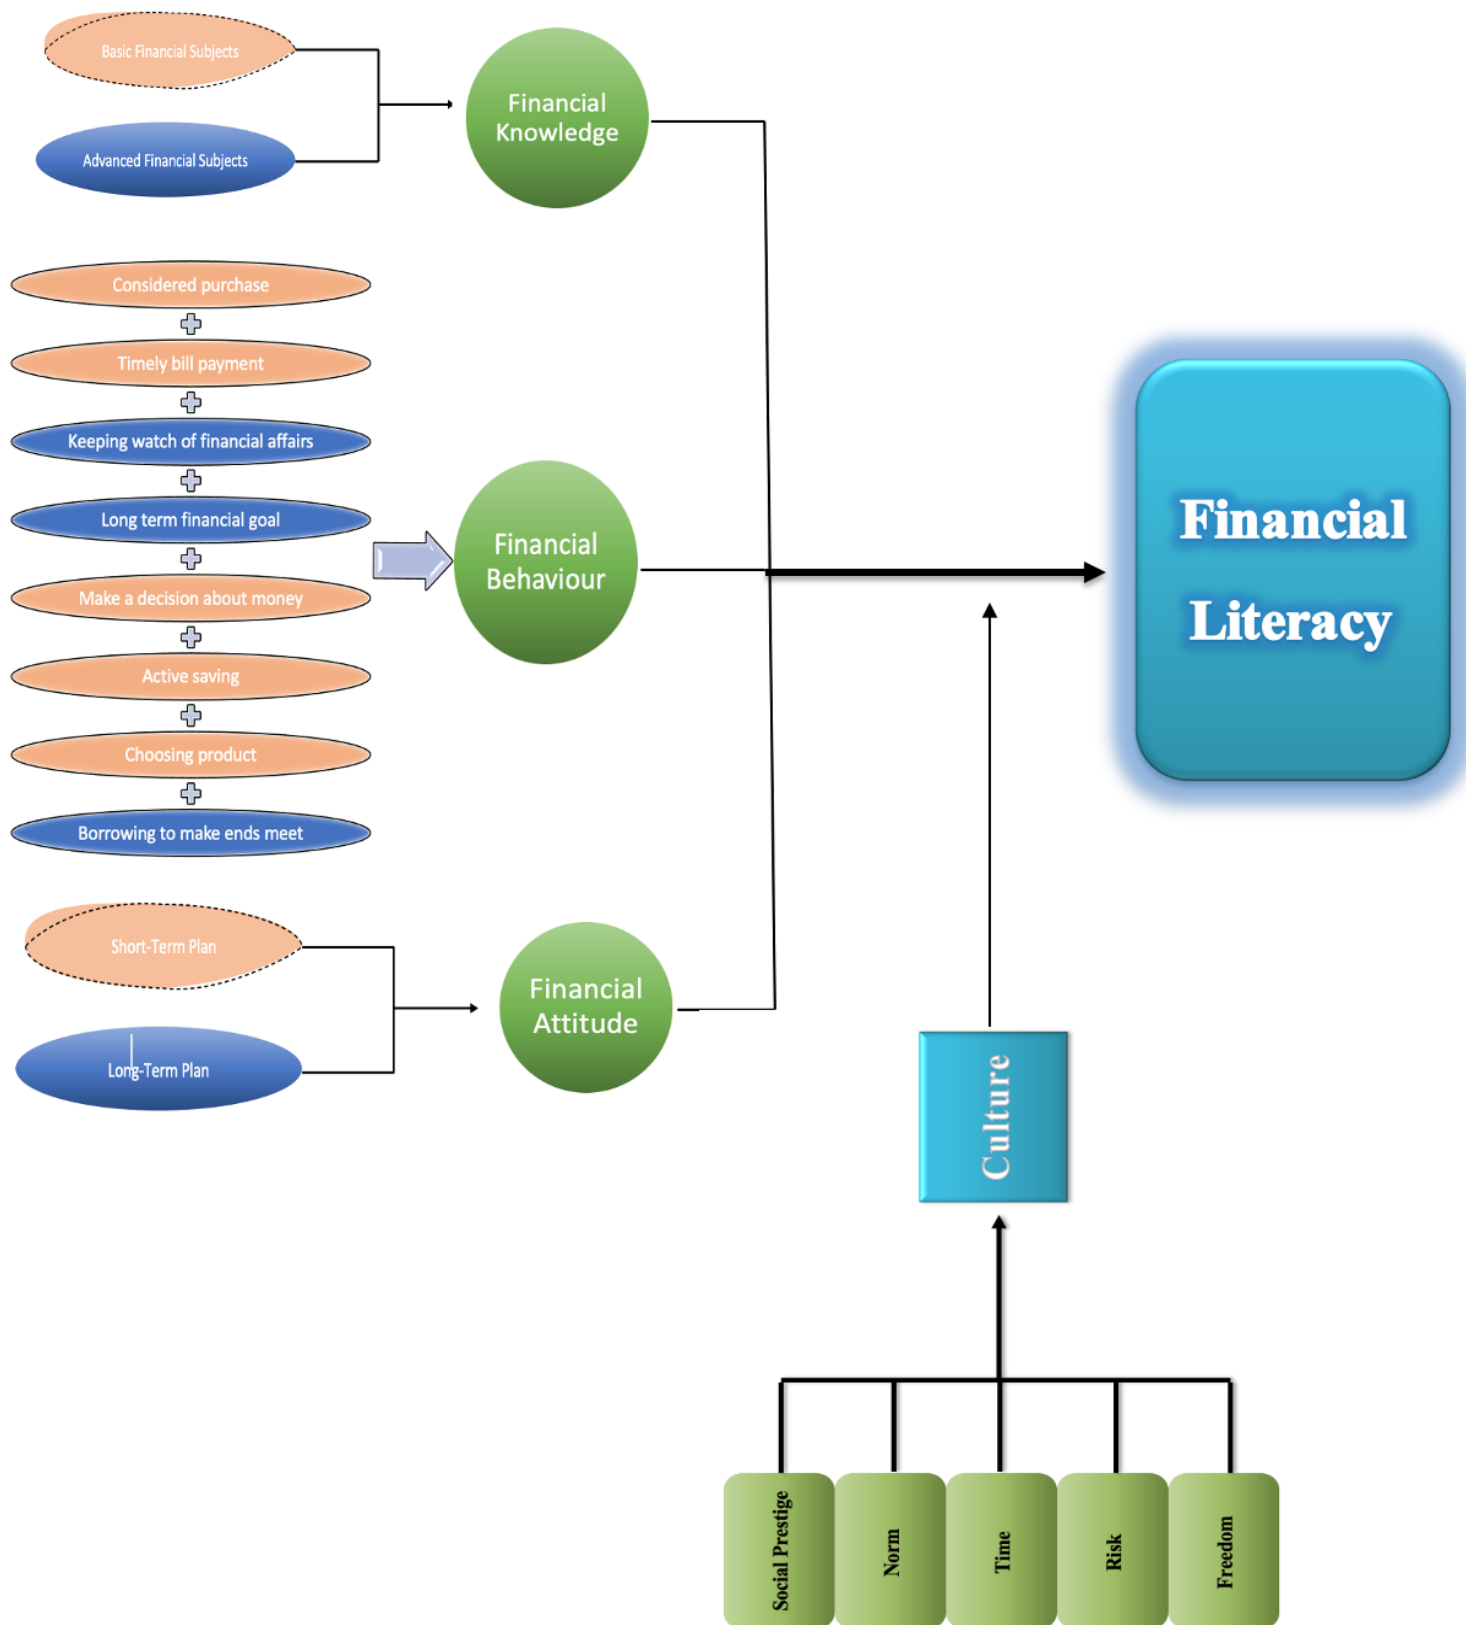 Basic Financial Subjects
Advanced Financial Subjects
Financial
Knowledge
Considered purchase
Timely bill payment
Keeping watch of financial affairs
Long term financial goal
Make a decision about money
Active saving
Choosing product
Borrowing to make ends meet
Financial
Behaviour
Short-Term Plan
Long-Term Plan
Financial
Attitude
Financial
Literacy
Culture
Social Prestige
Norm
Time
Risk
Freedom